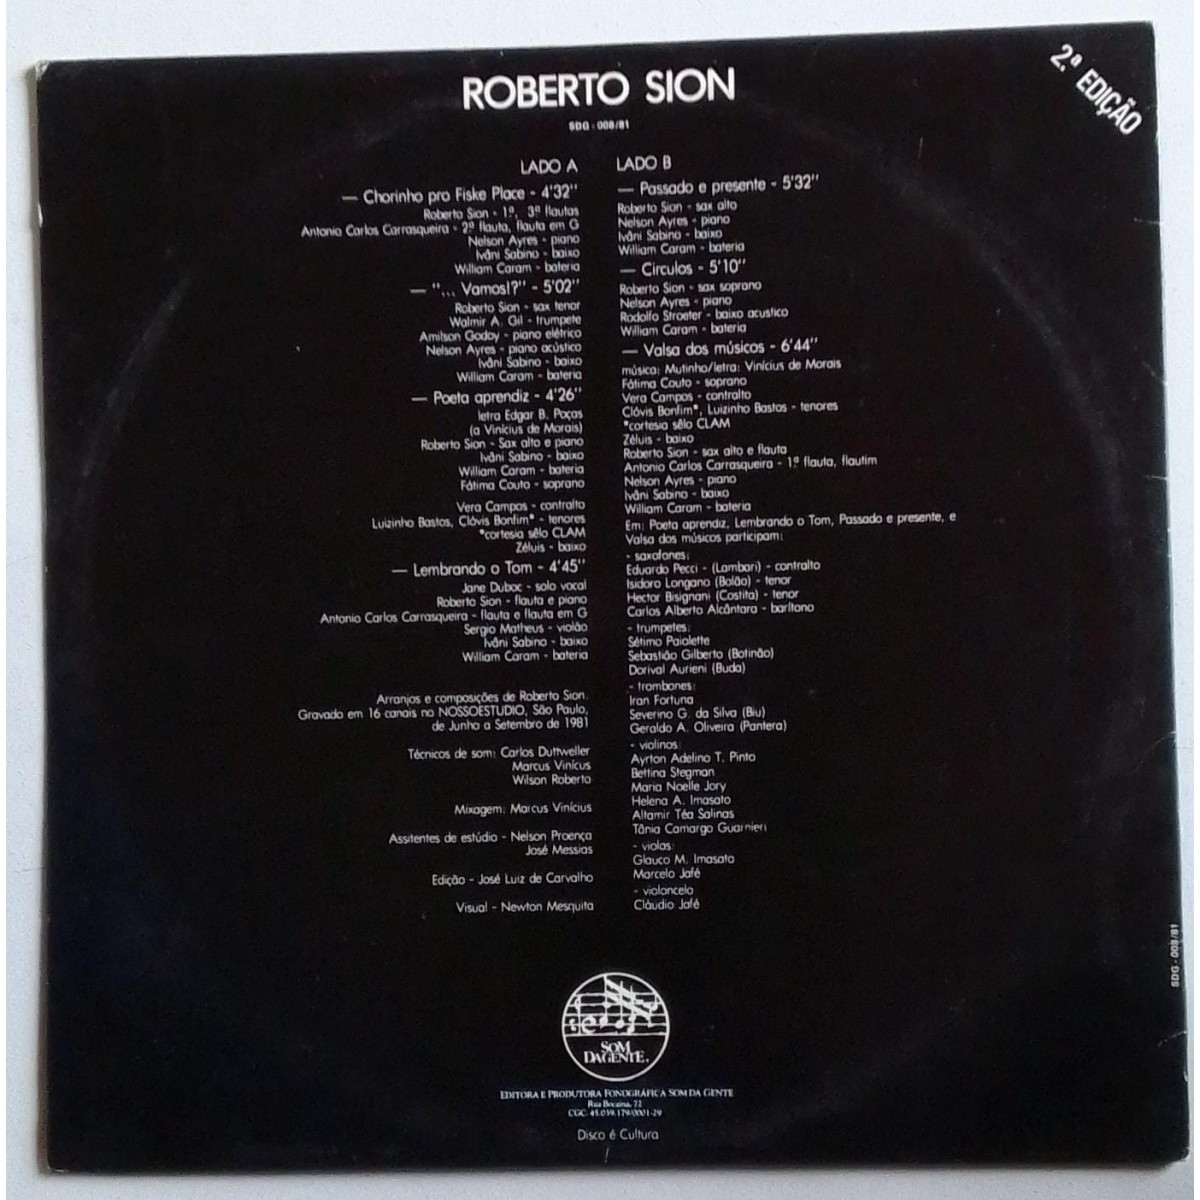 ROBERTO SION
SDG - 008/81
2.ª EDIÇÃO
LADO A
— Chorinho pro Fiske Place - 4'32"
Roberto Sion - 1ª, 3ª flautas
Antonio Carlos Carrasqueira - 2ª flauta, flauta em G
Nelson Ayres - piano
Ivâni Sabino - baixo
William Caram - bateria
— "... Vamos!?" - 5'02"
Roberto Sion - sax tenor
Walmir A. Gil - trumpete
Amilson Godoy - piano elétrico
Nelson Ayres - piano acústico
Ivâni Sabino - baixo
William Caram - bateria
— Poeta aprendiz - 4'26"
letra Edgar B. Poças
(a Vinícius de Morais)
Roberto Sion - Sax alto e piano
Ivâni Sabino - baixo
William Caram - bateria
Fátima Couto - soprano
Vera Campos - contralto
Luizinho Bastos, Clóvis Bonfim* - tenores
*cortesia sêlo CLAM
Zéluis - baixo
— Lembrando o Tom - 4'45"
Jane Duboc - solo vocal
Roberto Sion - flauta e piano
Antonio Carlos Carrasqueira - flauta e flauta em G
Sergio Matheus - violão
Ivâni Sabino - baixo
William Caram - bateria
Arranjos e composições de Roberto Sion.
Gravado em 16 canais no NOSSOESTUDIO, São Paulo,
de Junho a Setembro de 1981
Técnicos de som: Carlos Duttweller
Marcus Vinícus
Wilson Roberto
Mixagem: Marcus Vinícius
Assitentes de estúdio - Nelson Proença
José Messias
Edição - José Luiz de Carvalho
Visual - Newton Mesquita
LADO B
— Passado e presente - 5'32"
Roberto Sion - sax alto
Nelson Ayres - piano
Ivâni Sabino - baixo
William Caram - bateria
— Circulos - 5'10"
Roberto Sion - sax soprano
Nelson Ayres - piano
Rodolfo Stroeter - baixo acustico
William Caram - bateria
— Valsa dos músicos - 6'44"
música: Mutinho/letra: Vinícius de Morais
Fátima Couto - soprano
Vera Campos - contralto
Clóvis Bonfim*, Luizinho Bastos - tenores
*cortesia sêlo CLAM
Zéluis - baixo
Roberto Sion - sax alto e flauta
Antonio Carlos Carrasqueira - 1ª flauta, flautim
Nelson Ayres - piano
Ivâni Sabino - baixo
William Caram - bateria
Em: Poeta aprendiz, Lembrando o Tom, Passado e presente, e
Valsa dos músicos participam:
- saxofones:
Eduardo Pecci - (Lambari) - contralto
Isidoro Longano (Bolão) - tenor
Hector Bisignani (Costita) - tenor
Carlos Alberto Alcântara - barítono
- trumpetes:
Sétimo Paiolette
Sebastião Gilberto (Botinão)
Dorival Aurieni (Buda)
- trombones:
Iran Fortuna
Severino G. da Silva (Biu)
Geraldo A. Oliveira (Pantera)
- violinos:
Ayrton Adelino T. Pinto
Bettina Stegman
Maria Noelle Jory
Helena A. Imasato
Altamir Téa Salinas
Tânia Camargo Guarnieri
- violas:
Glauco M. Imasato
Marcelo Jafé
- violoncelo
Cláudio Jafé
SOM
DA GENTE.
EDITORA E PRODUTORA FONOGRÁFICA SOM DA GENTE
Rua Bocaina, 72
CGC 45.039.179/0001-29
Disco é Cultura
SDG - 008/81